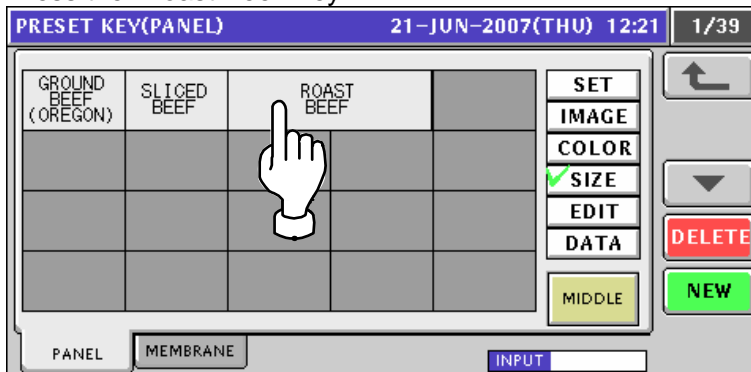 PRESET KEY(PANEL) 21-JUN-2007(THU) 12:21 1/39
GROUND
BEEF
(OREGON)
SLICED
BEEF
ROAST
BEEF
SET
IMAGE
COLOR
SIZE
EDIT
DATA
MIDDLE
DELETE
NEW
PANEL
MEMBRANE
INPUT